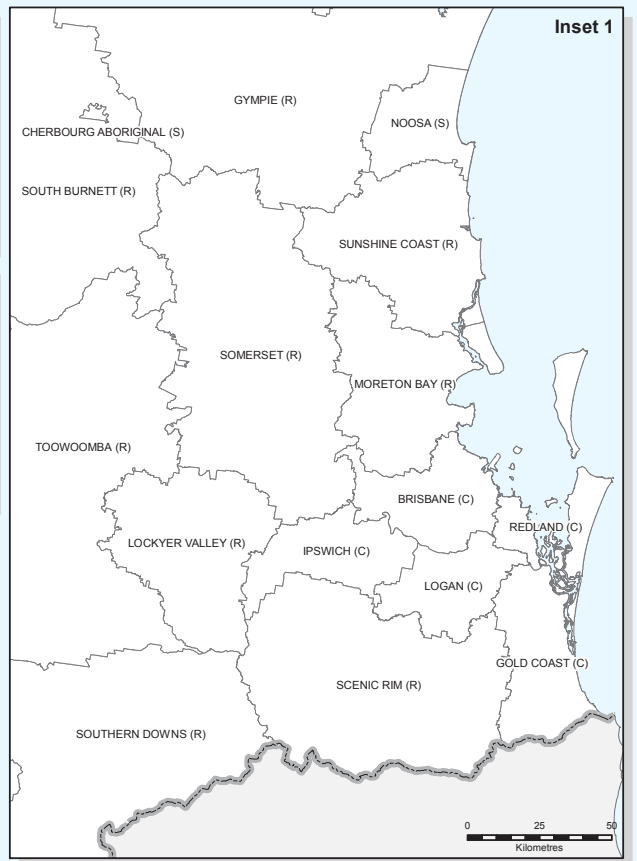 Inset 1
GYMPIE (R)
NOOSA (S)
CHERBOURG ABORIGINAL (S)
SOUTH BURNETT (R)
SUNSHINE COAST (R)
SOMERSET (R)
MORETON BAY (R)
TOOWOOMBA (R)
BRISBANE (C)
REDLAND (C)
LOCKYER VALLEY (R)
IPSWICH (C)
LOGAN (C)
GOLD COAST (C)
SCENIC RIM (R)
SOUTHERN DOWNS (R)
0 25 50
Kilometres